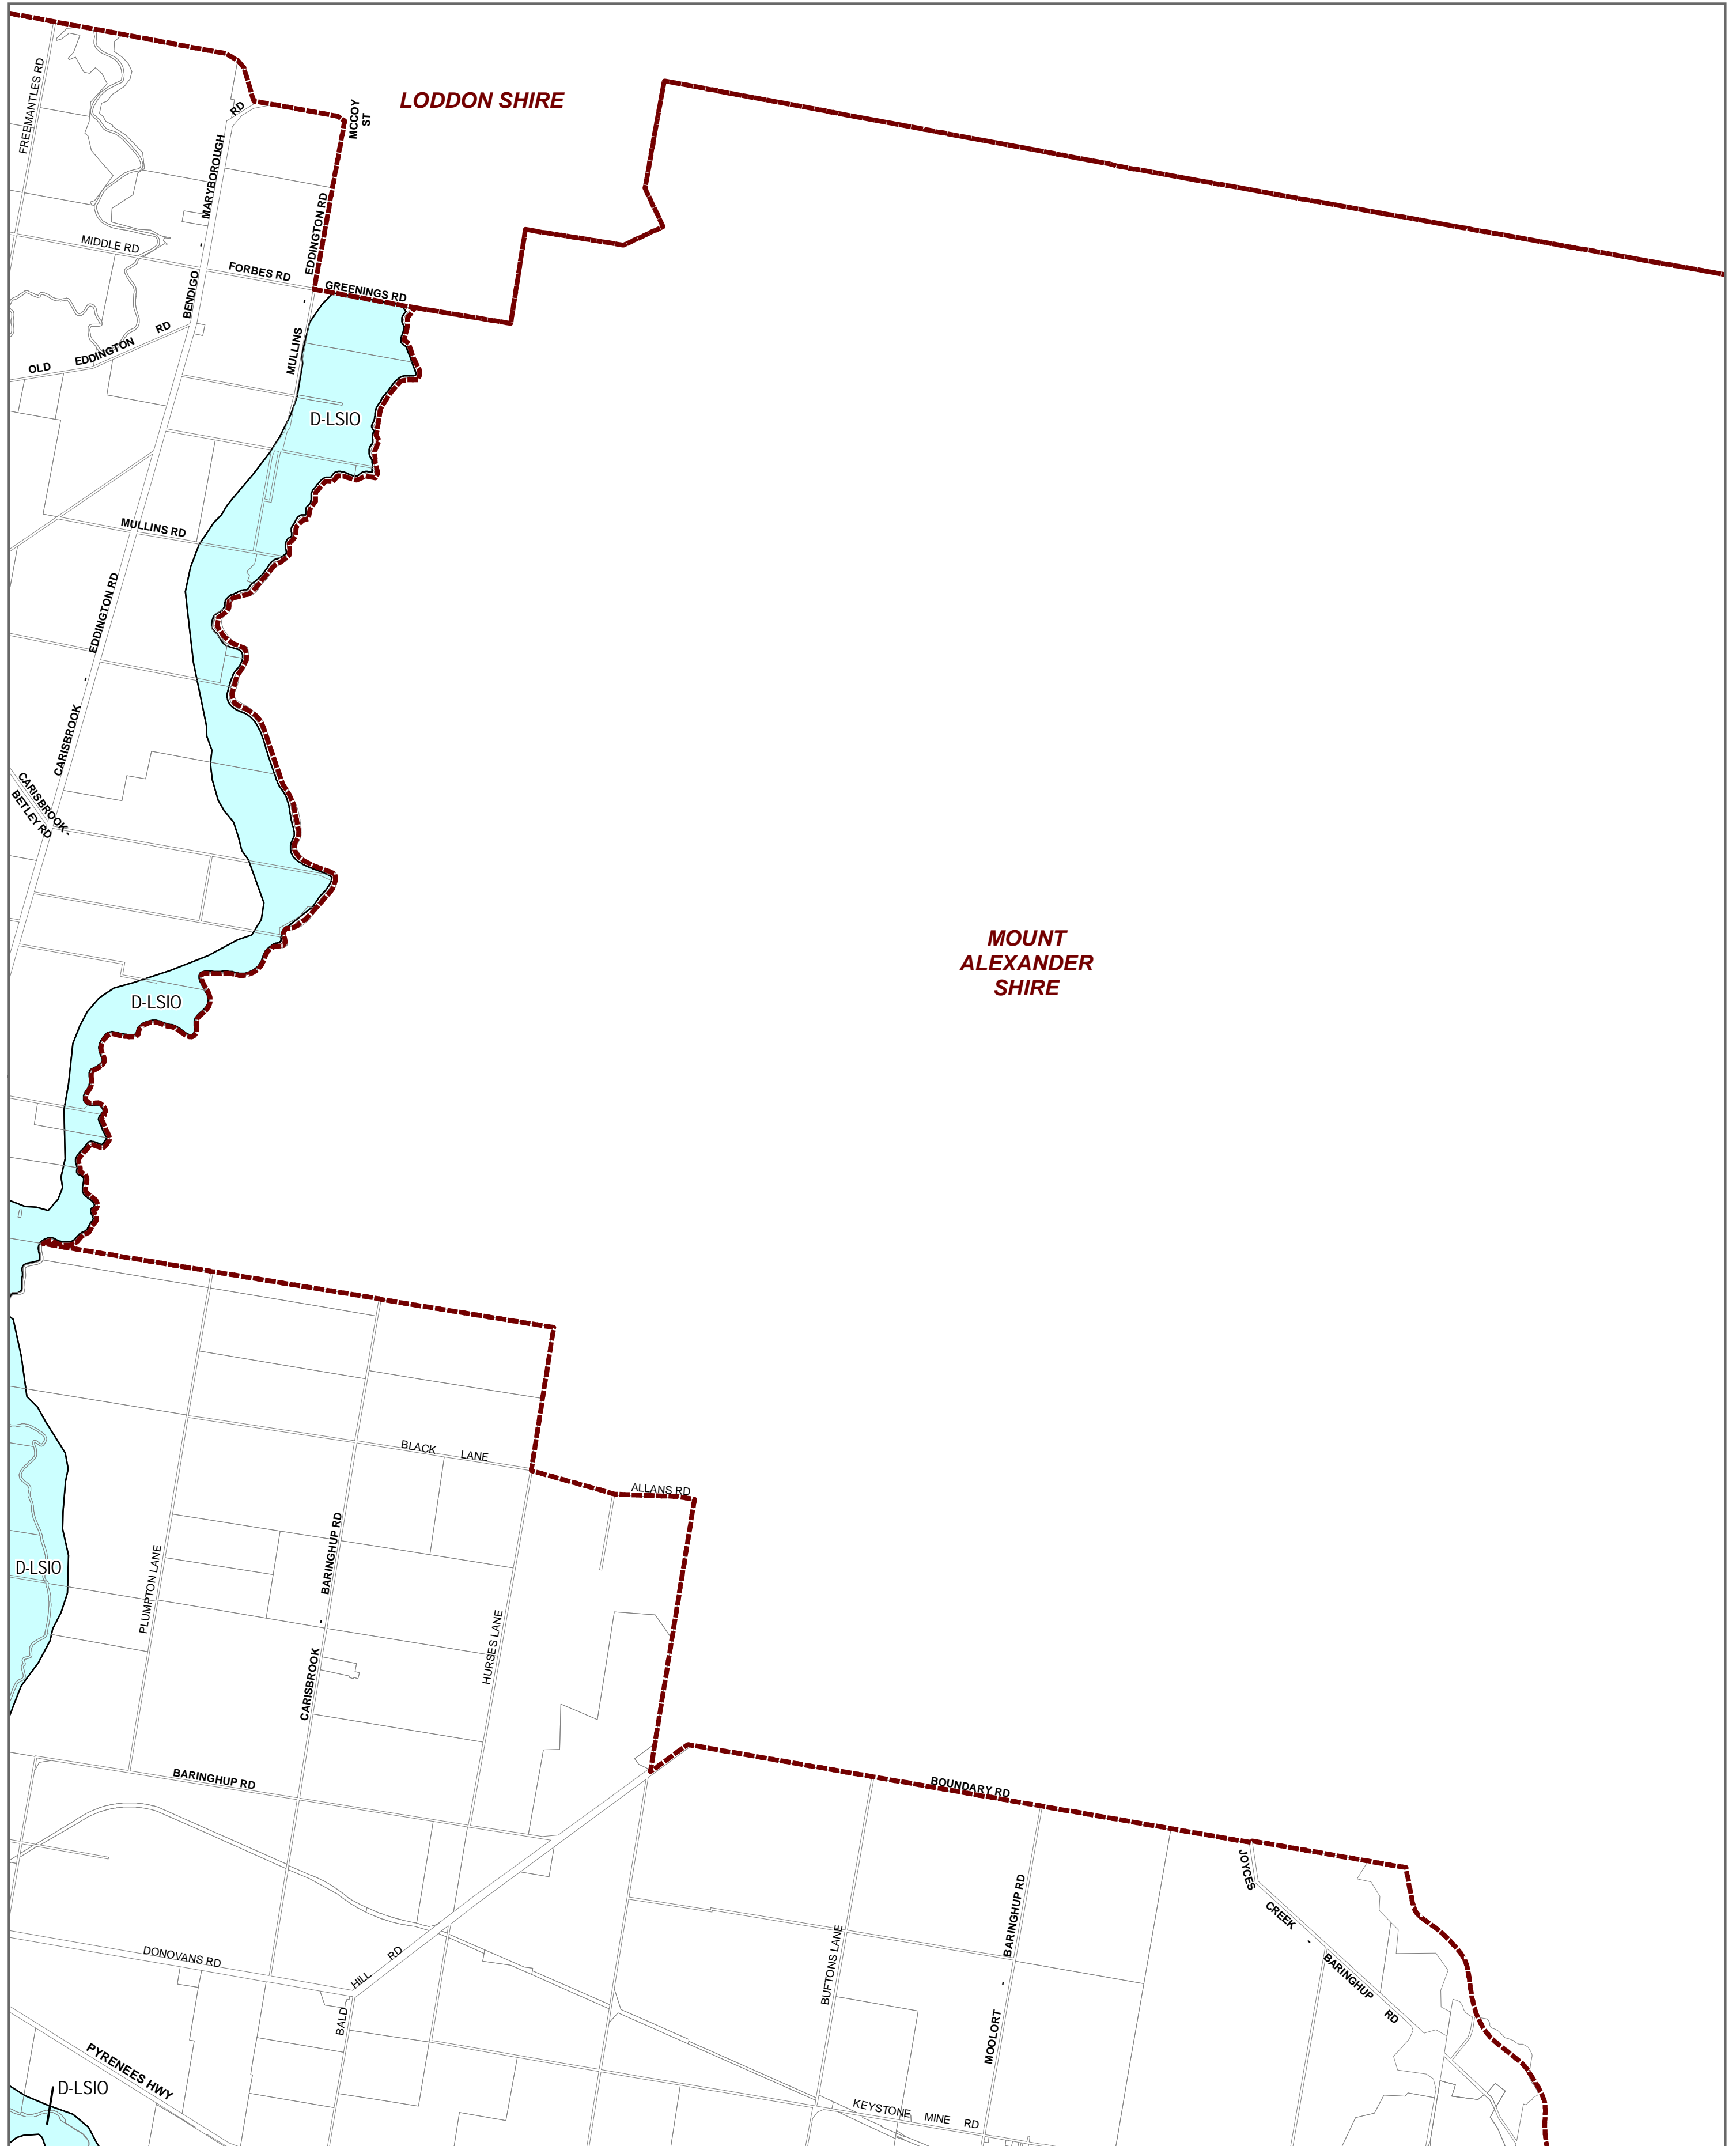 LODDON SHIRE
MCCOY
ST
FREEMANTLES RD
RD
MARYBOROUGH
-
BENDIGO
EDDINGTON RD
-
MULLINS
MIDDLE RD
FORBES RD
GREENINGS RD
OLD EDDINGTON RD
D-LSIO
MULLINS RD
EDDINGTON RD
-
CARISBROOK
CARISBROOK -
BETLEY RD
MOUNT
ALEXANDER
SHIRE
D-LSIO
BLACK LANE
ALLANS RD
D-LSIO
PLUMPTON LANE
BARINGHUP RD
-
CARISBROOK
HURSES LANE
BARINGHUP RD
BOUNDARY RD
JOYCES CREEK - BARINGHUP RD
BARINGHUP RD
-
MOOLORT
BUFTONS LANE
DONOVANS RD
BALD HILL RD
PYRENEES HWY
D-LSIO
KEYSTONE MINE RD